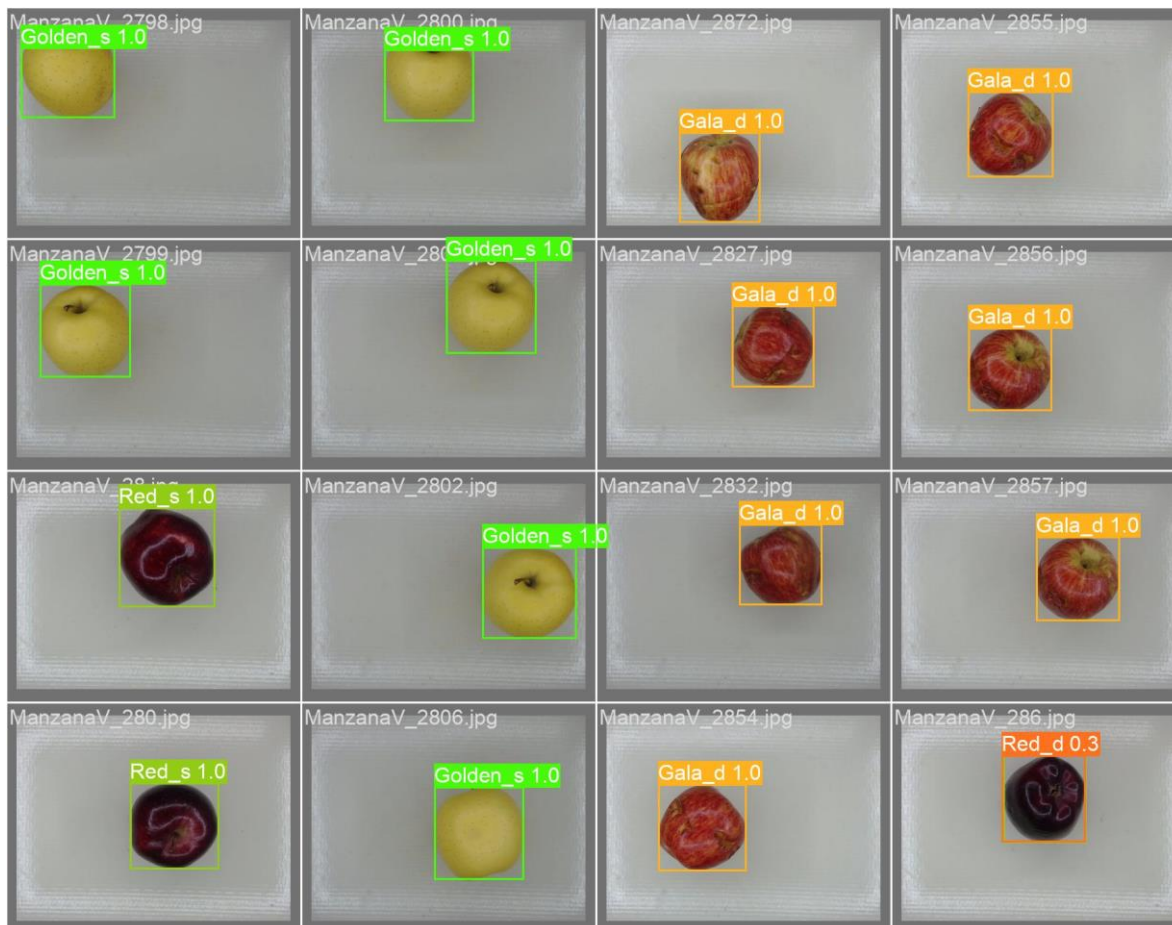 ManzanaV_2798.jpg
Golden_s 1.0
ManzanaV_2800.jpg
Golden_s 1.0
ManzanaV_2872.jpg
Gala_d 1.0
ManzanaV_2855.jpg
Gala_d 1.0
ManzanaV_2799.jpg
Golden_s 1.0
Golden_s 1.0
ManzanaV_2827.jpg
Gala_d 1.0
ManzanaV_2856.jpg
Gala_d 1.0
Red_s 1.0
ManzanaV_2802.jpg
Golden_s 1.0
ManzanaV_2832.jpg
Gala_d 1.0
ManzanaV_2857.jpg
Gala_d 1.0
ManzanaV_280.jpg
Red_s 1.0
ManzanaV_2806.jpg
Golden_s 1.0
ManzanaV_2854.jpg
Gala_d 1.0
ManzanaV_286.jpg
Red_d 0.3